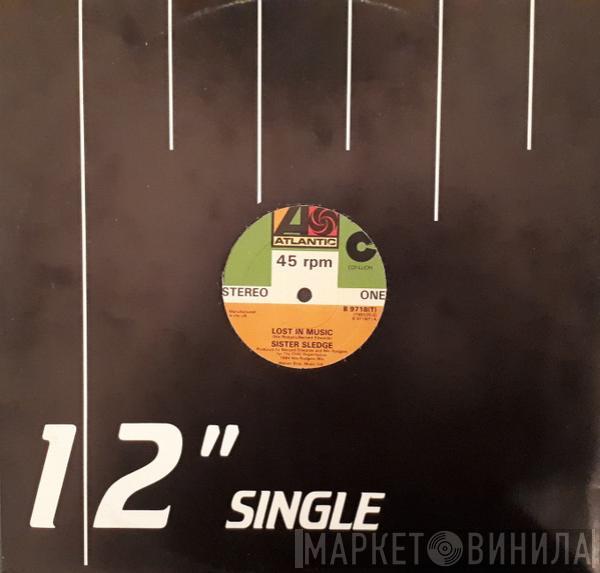 ATLANTIC
45 rpm
STEREO
ONE
B 9718(T)
LOST IN MUSIC
SISTER SLEDGE
12" SINGLE
МАРКЕТ ВИНИЛА